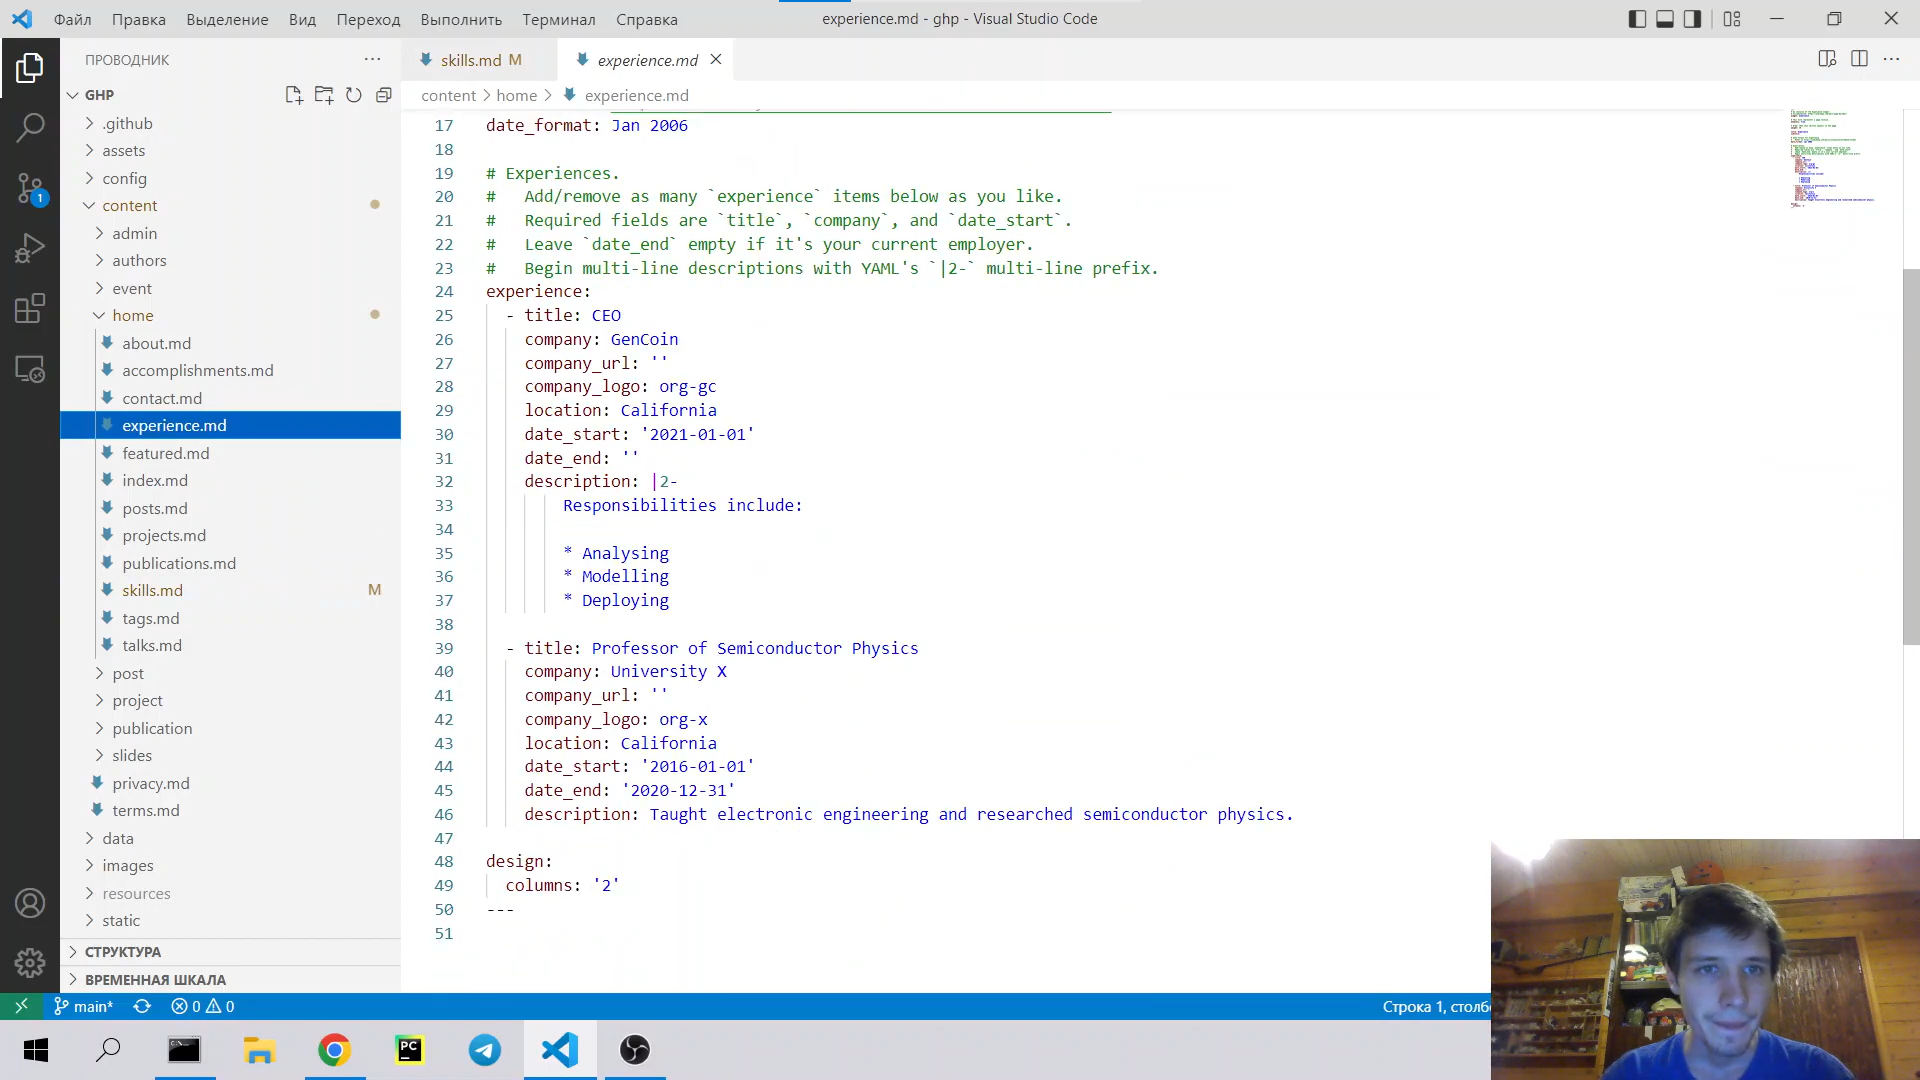 Файл Правка Выделение Вид Переход Выполнить Терминал Справка
experience.md - ghp - Visual Studio Code
ПРОВОДНИК
skills.md M
experience.md
GHP
content > home > experience.md
.github
assets
config
content
admin
authors
event
home
about.md
accomplishments.md
contact.md
experience.md
featured.md
index.md
posts.md
projects.md
publications.md
skills.md M
tags.md
talks.md
post
project
publication
slides
privacy.md
terms.md
data
images
resources
static
СТРУКТУРА
ВРЕМЕННАЯ ШКАЛА
17 date_format: Jan 2006
18
19 # Experiences.
20 #   Add/remove as many `experience` items below as you like.
21 #   Required fields are `title`, `company`, and `date_start`.
22 #   Leave `date_end` empty if it's your current employer.
23 #   Begin multi-line descriptions with YAML's `|2-` multi-line prefix.
24 experience:
25   - title: CEO
26     company: GenCoin
27     company_url: ''
28     company_logo: org-gc
29     location: California
30     date_start: '2021-01-01'
31     date_end: ''
32     description: |2-
33         Responsibilities include:
34
35         * Analysing
36         * Modelling
37         * Deploying
38
39   - title: Professor of Semiconductor Physics
40     company: University X
41     company_url: ''
42     company_logo: org-x
43     location: California
44     date_start: '2016-01-01'
45     date_end: '2020-12-31'
46     description: Taught electronic engineering and researched semiconductor physics.
47
48 design:
49   columns: '2'
50 ---
51
1
main* 0 0
Строка 1, столб
PC